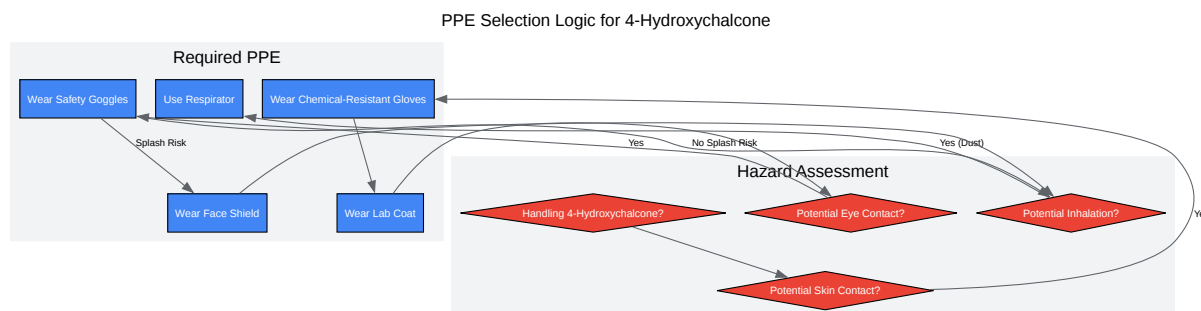 PPE Selection Logic for 4-Hydroxychalcone
Required PPE
Wear Safety Goggles
Use Respirator
Wear Chemical-Resistant Gloves
Splash Risk
Yes
No Splash Risk
Yes (Dust)
Hazard Assessment
Wear Face Shield
Wear Lab Coat
Handling 4-Hydroxychalcone?
Potential Eye Contact?
Potential Inhalation?
Potential Skin Contact?